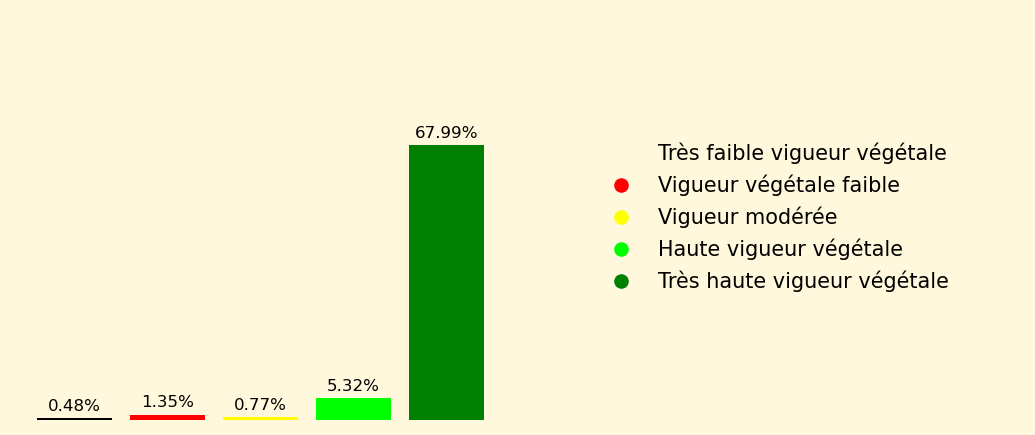 67.99%
5.32%
1.35%
0.77%
0.48%
Très faible vigueur végétale
Vigueur végétale faible
Vigueur modérée
Haute vigueur végétale
Très haute vigueur végétale